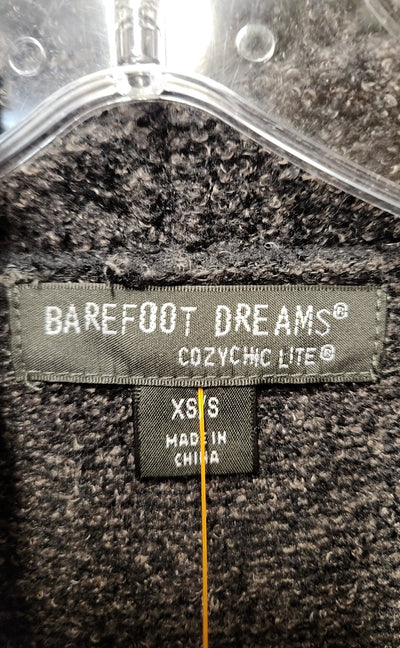 BAREFOOT DREAMS®
COZYCHIC LITE®
XS/S
MADE IN
CHINA